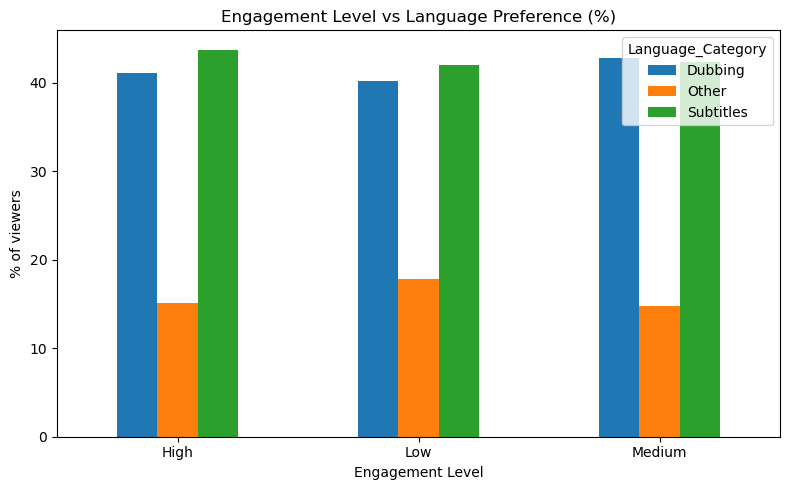 Engagement Level vs Language Preference (%)
Language_Category
Dubbing
Other
Subtitles
% of viewers
40
30
20
10
0
High
Low
Medium
Engagement Level